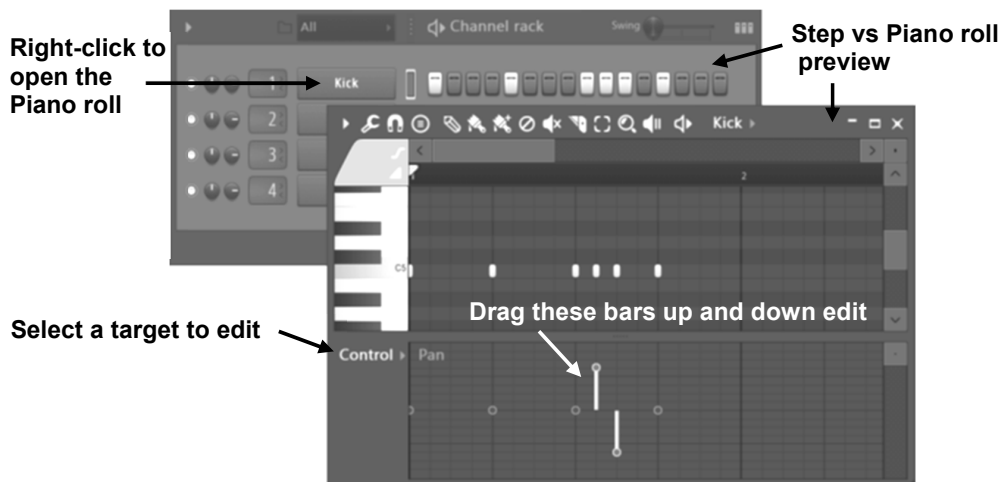 All
Channel rack
Swing
Right-click to
open the
Piano roll
Step vs Piano roll
preview
1
Kick
2
3
4
Kick
1
2
C5
Drag these bars up and down edit
Select a target to edit
Control
Pan